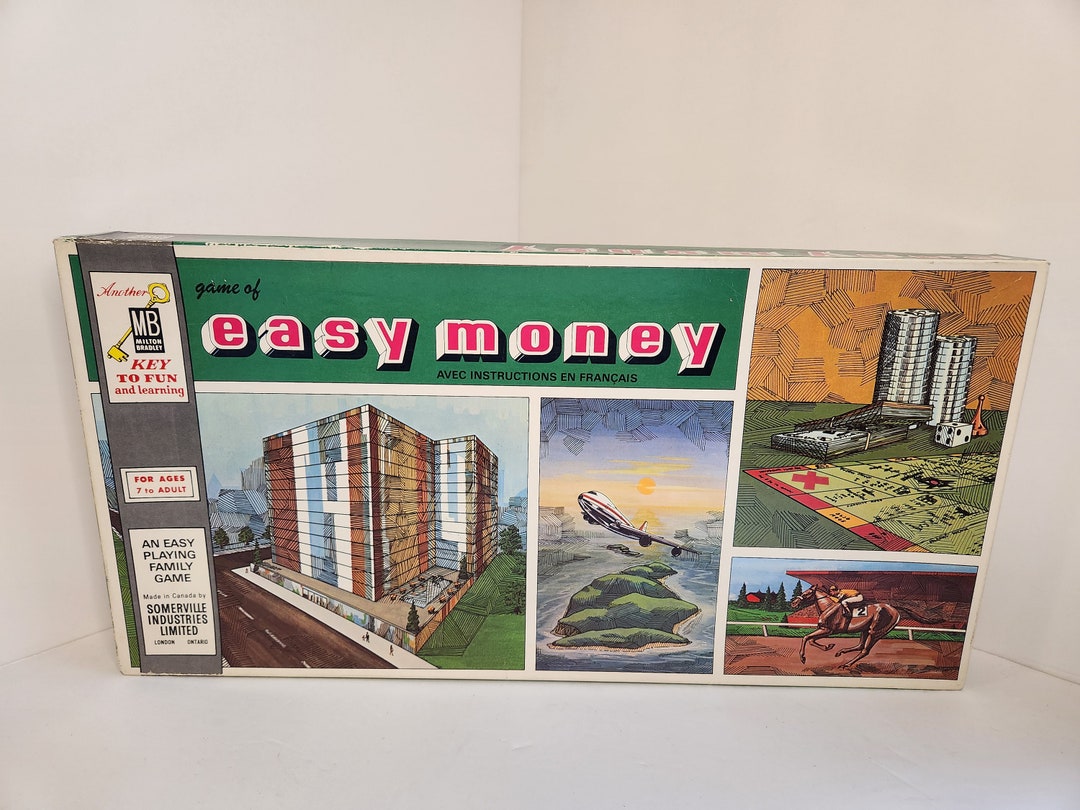 Another
MB
MILTON
BRADLEY
KEY
TO FUN
and learning
FOR AGES
7 to ADULT
AN EASY
PLAYING
FAMILY
GAME
Made in Canada by
SOMERVILLE
INDUSTRIES
LIMITED
LONDON ONTARIO
game of
easy money
AVEC INSTRUCTIONS EN FRANÇAIS
2